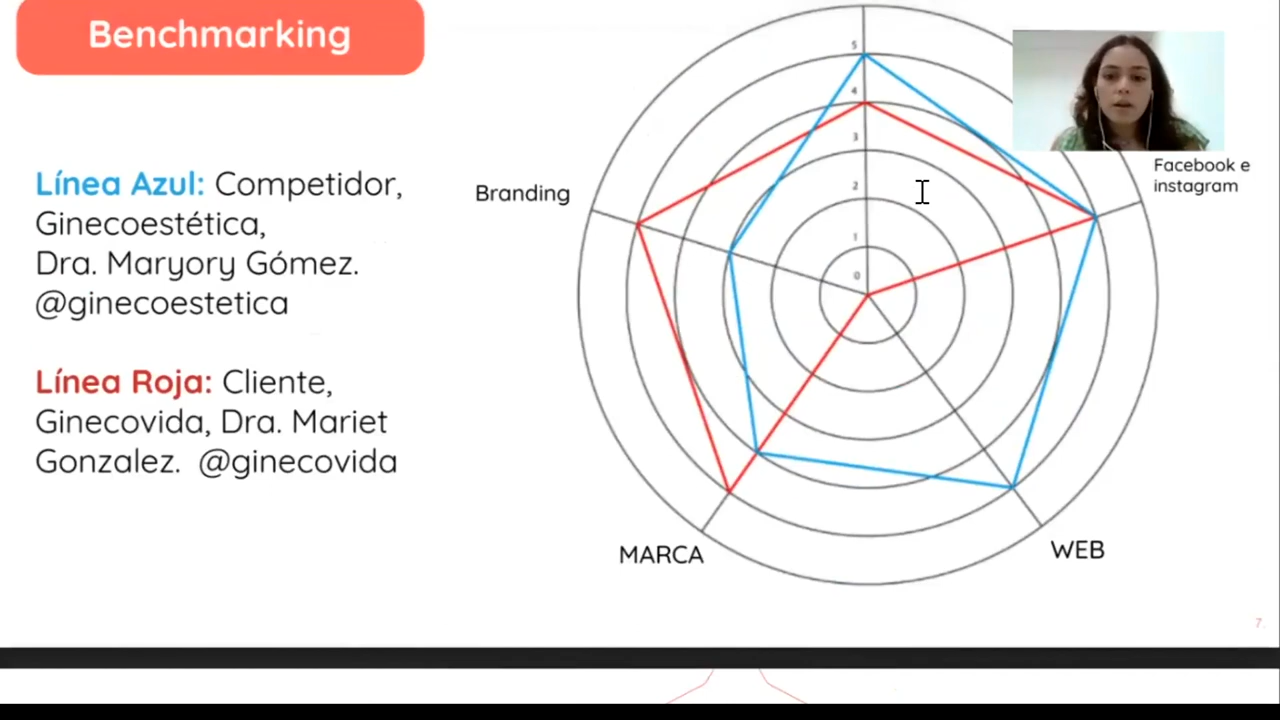 Benchmarking
Línea Azul: Competidor,
Ginecoestética,
Dra. Maryory Gómez.
@ginecoestetica
Línea Roja: Cliente,
Ginecovida, Dra. Mariet
Gonzalez. @ginecovida
5
4
3
2
1
0
Branding
Facebook e
instagram
MARCA
WEB
7.